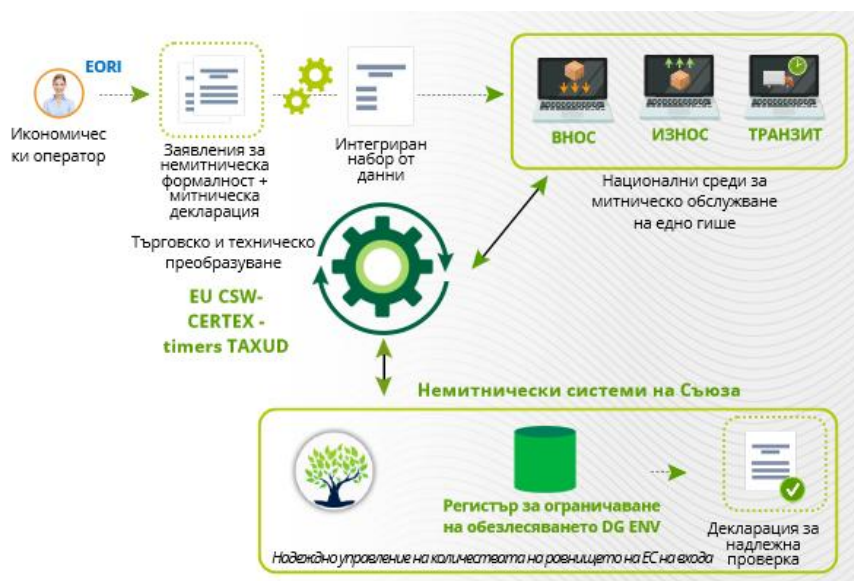 EORI
Икономичес
ки оператор
Заявления за
немитническа
формалност +
митническа
декларация
Интегриран
набор от
данни
ВНОС
ИЗНОС
ТРАНЗИТ
Национални среди за
митническо обслужване
на едно гише
Търговско и техническо
преобразуване
EU CSW-
CERTEX -
timers TAXUD
Немитнически системи на Съюза
Регистър за ограничаване
на обезлесяването DG ENV
Декларация за
надлежна
проверка
Надеждно управление на количествата на равнището на ЕС на входа